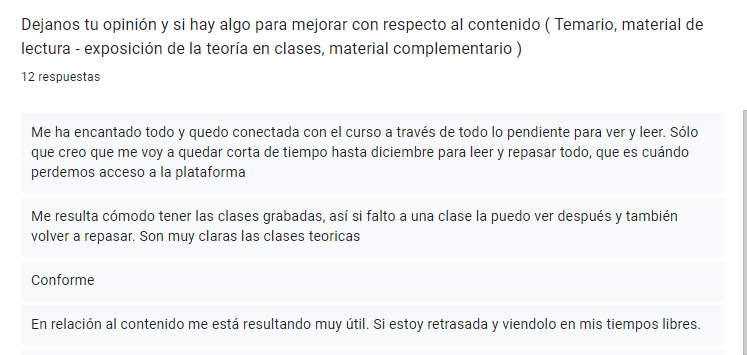 Dejanos tu opinión y si hay algo para mejorar con respecto al contenido ( Temario, material de
lectura - exposición de la teoría en clases, material complementario )
12 respuestas
Me ha encantado todo y quedo conectada con el curso a través de todo lo pendiente para ver y leer. Sólo
que creo que me voy a quedar corta de tiempo hasta diciembre para leer y repasar todo, que es cuándo
perdemos acceso a la plataforma
Me resulta cómodo tener las clases grabadas, así si falto a una clase la puedo ver después y también
volver a repasar. Son muy claras las clases teoricas
Conforme
En relación al contenido me está resultando muy útil. Si estoy retrasada y viendolo en mis tiempos libres.